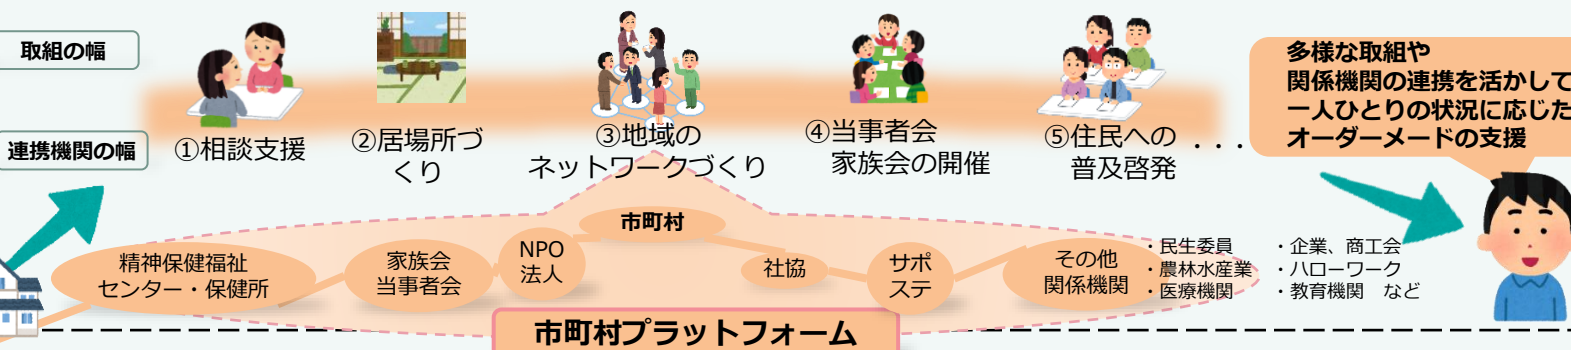 取組の幅
連携機関の幅
①相談支援
②居場所づ
くり
③地域の
ネットワークづくり
④当事者会
家族会の開催
⑤住民への
普及啓発
・・・
多様な取組や
関係機関の連携を活かして
一人ひとりの状況に応じた
オーダーメードの支援
市町村
精神保健福祉
センター・保健所
家族会
当事者会
NPO
法人
社協
サポ
ステ
その他
関係機関
・民生委員
・農林水産業
・医療機関
・企業、商工会
・ハローワーク
・教育機関　など
市町村プラットフォーム